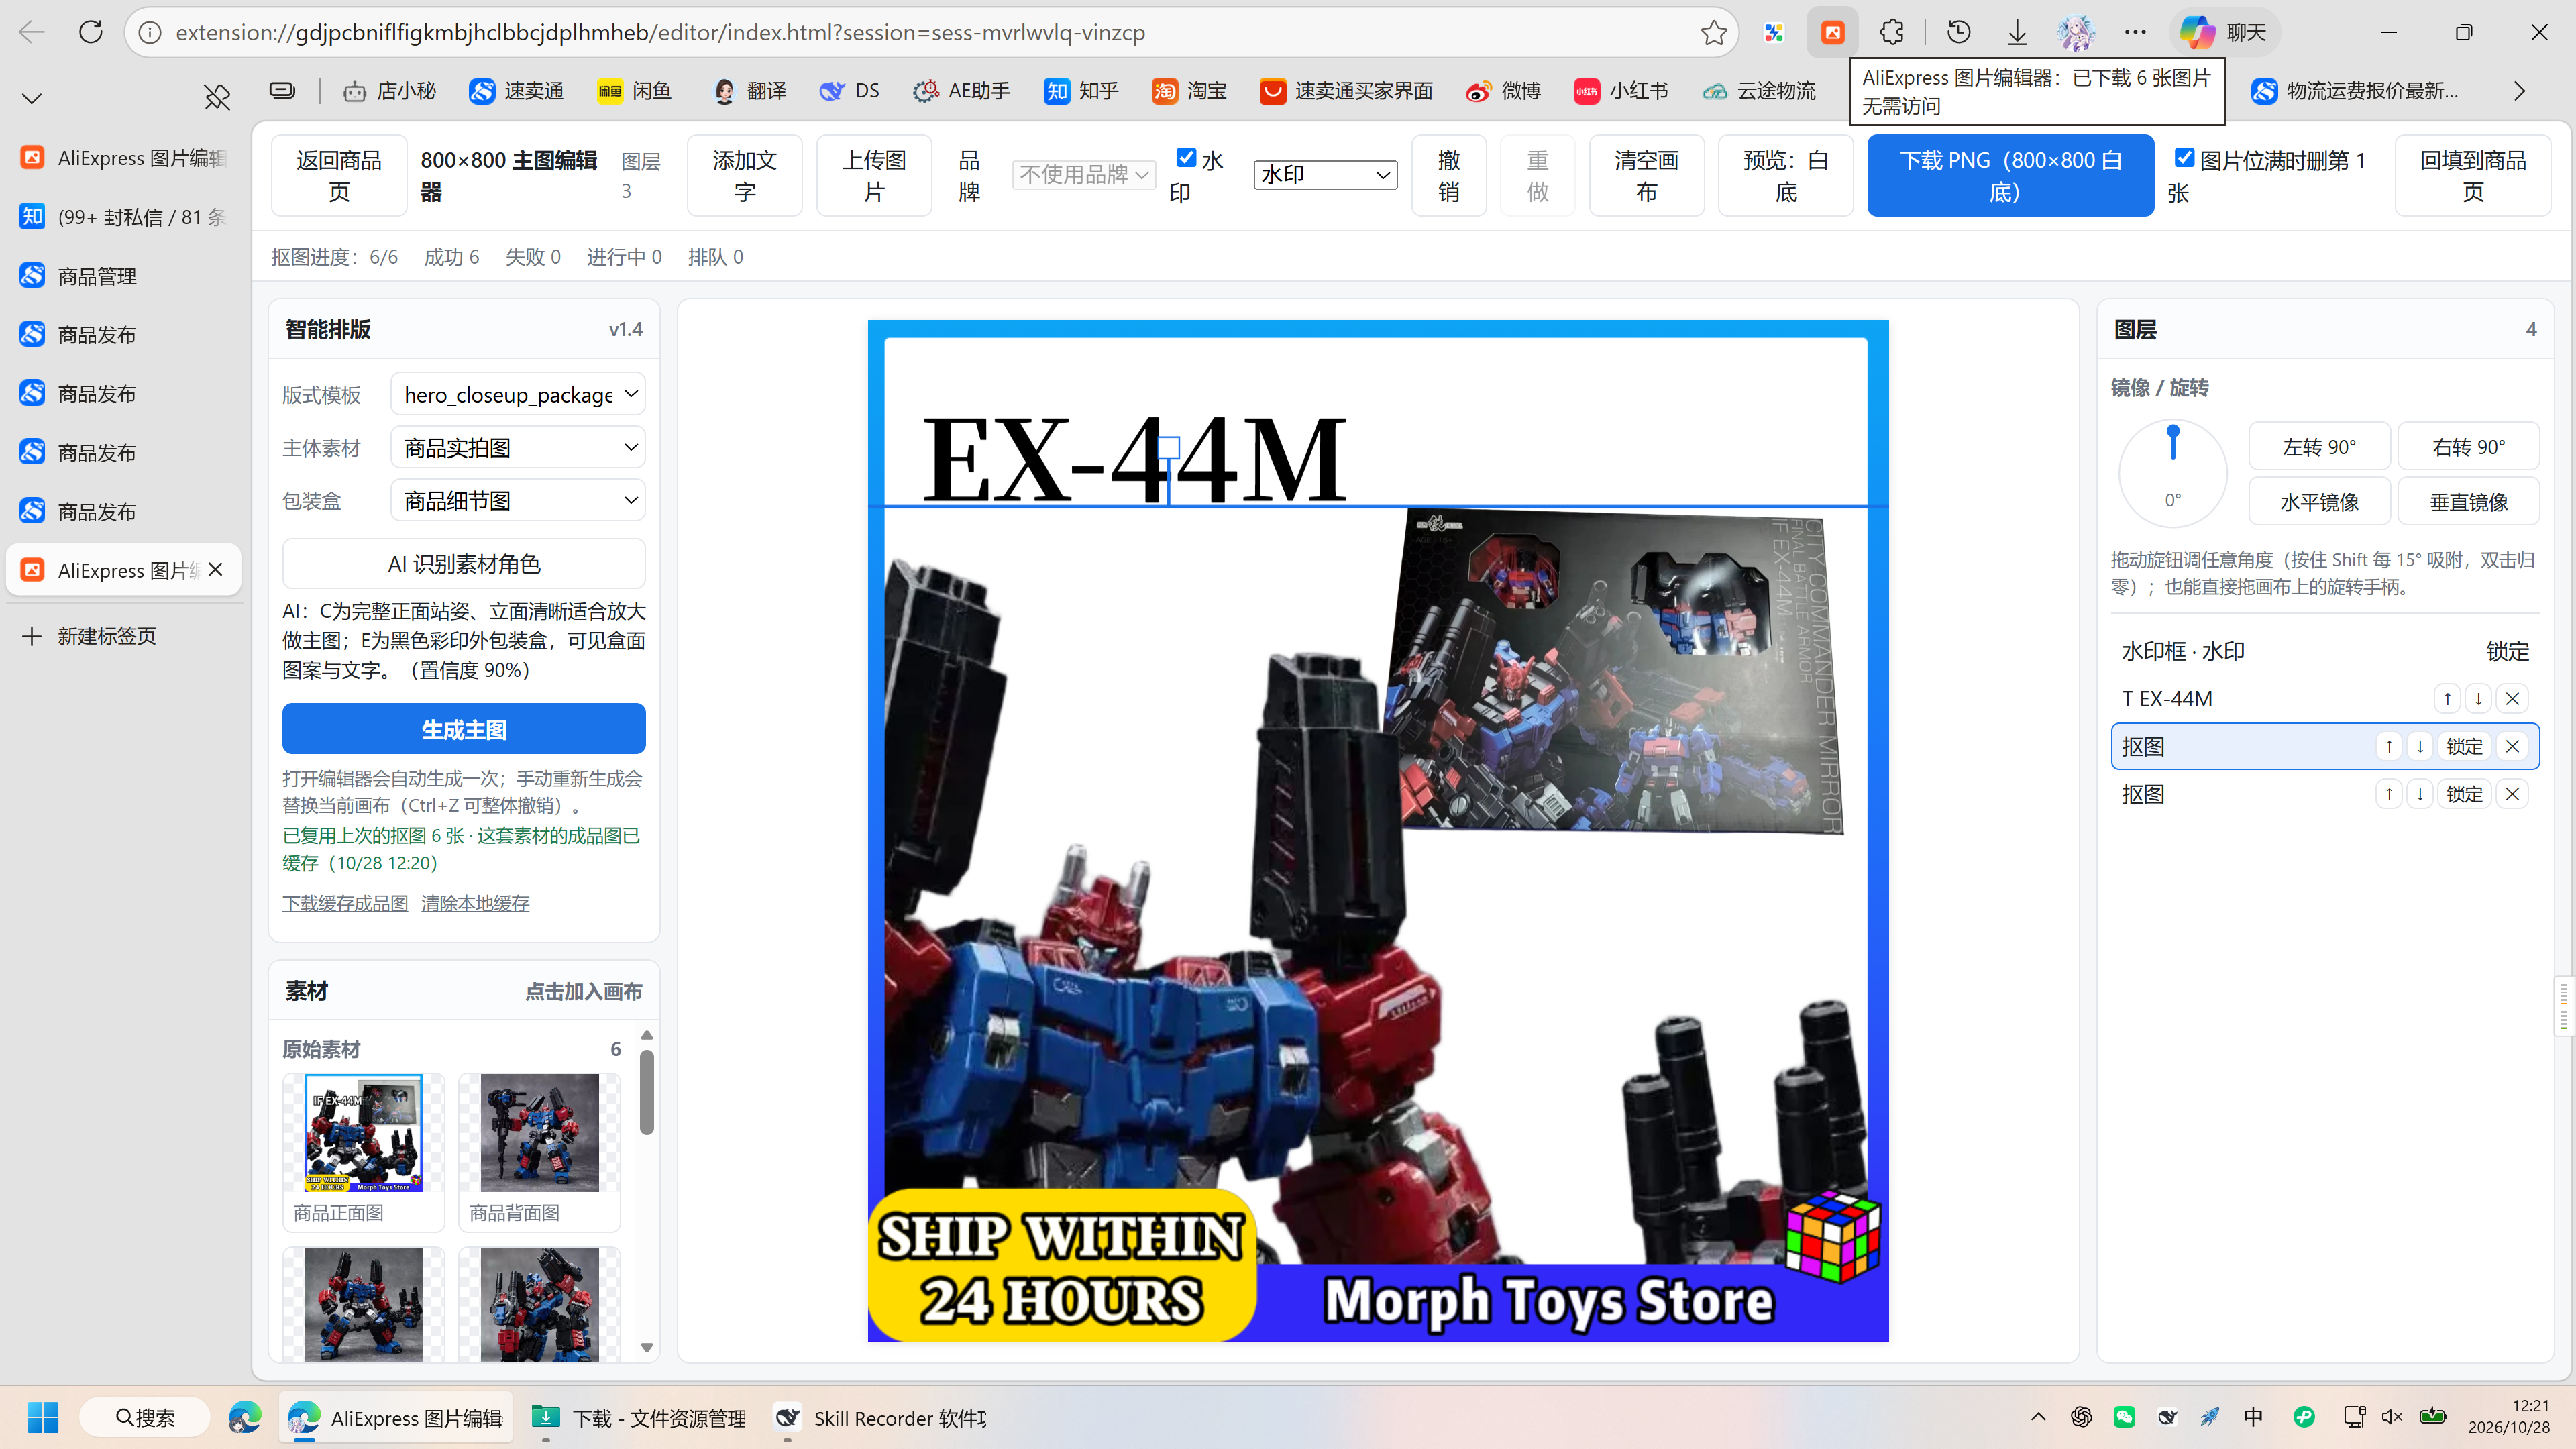 extension://gdjpcbniflfigkmbjhclbbcjdplhmheb/editor/index.html?session=sess-mvrlwvlq-vinzcp
聊天
店小秘
速卖通
闲鱼
翻译
DS
AE助手
知乎
淘宝
速卖通买家界面
微博
小红书
云途物流
物流运费报价最新...
AliExpress 图片编辑器：已下载 6 张图片
无需访问
AliExpress 图片编辑
(99+ 封私信 / 81 条
商品管理
商品发布
商品发布
商品发布
商品发布
AliExpress 图片编
新建标签页
返回商品页
800×800 主图编辑器
图层 3
添加文字
上传图片
品牌
不使用品牌
水印
水印
撤销
重做
清空画布
预览：白底
下载 PNG（800×800 白底）
图片位满时删第 1 张
回填到商品页
抠图进度：6/6 成功 6 失败 0 进行中 0 排队 0
智能排版 v1.4
版式模板 hero_closeup_package
主体素材 商品实拍图
包装盒 商品细节图
AI 识别素材角色
AI：C为完整正面站姿、立面清晰适合放大
做主图；E为黑色彩印外包装盒，可见盒面
图案与文字。（置信度 90%）
生成主图
打开编辑器会自动生成一次；手动重新生成会
替换当前画布（Ctrl+Z 可整体撤销）。
已复用上次的抠图 6 张 · 这套素材的成品图已
缓存（10/28 12:20）
下载缓存成品图 清除本地缓存
素材 点击加入画布
原始素材 6
IF EX-44M
SHIP WITHIN
24 HOURS
Morph Toys Store
商品正面图
商品背面图
EX-44M
CITY COMMANDER MIRROR
FINAL BATTLE ARMOR
IF EX-44M
SHIP WITHIN
24 HOURS
Morph Toys Store
图层 4
镜像 / 旋转
0°
左转 90° 右转 90°
水平镜像 垂直镜像
拖动旋钮调任意角度（按住 Shift 每 15° 吸附，双击归
零）；也能直接拖画布上的旋转手柄。
水印框 · 水印 锁定
T EX-44M ↑ ↓
抠图 ↑ ↓ 锁定
抠图 ↑ ↓ 锁定
搜索
AliExpress 图片编辑
下载 - 文件资源管理
Skill Recorder 软件
中
12:21
2026/10/28